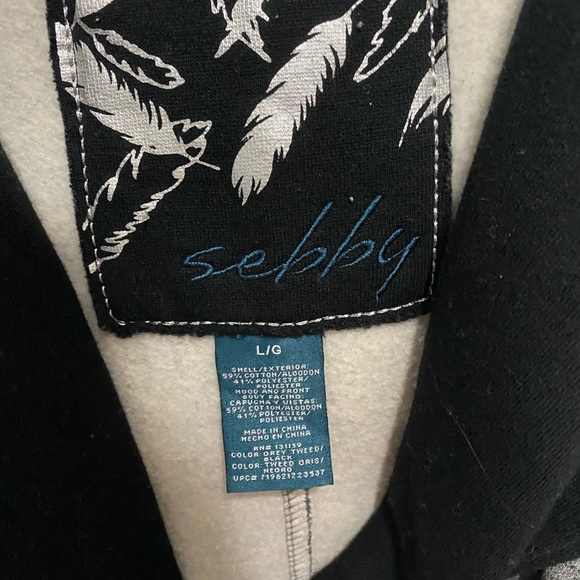 sebby
L/G
SHELL/EXTERIOR:
59% COTTON/ALGODON
41% POLYESTER/
POLIESTER
HOOD AND FRONT
BODY FACING:
CAPUCHA Y VISTAS:
59% COTTON/ALGODON
41% POLYESTER/
POLIESTER
MADE IN CHINA
HECHO EN CHINA
RN# 131159
COLOR: GREY TWEED/
BLACK
COLOR: TWEED GRIS/
NEGRO
UPC# 719621223537